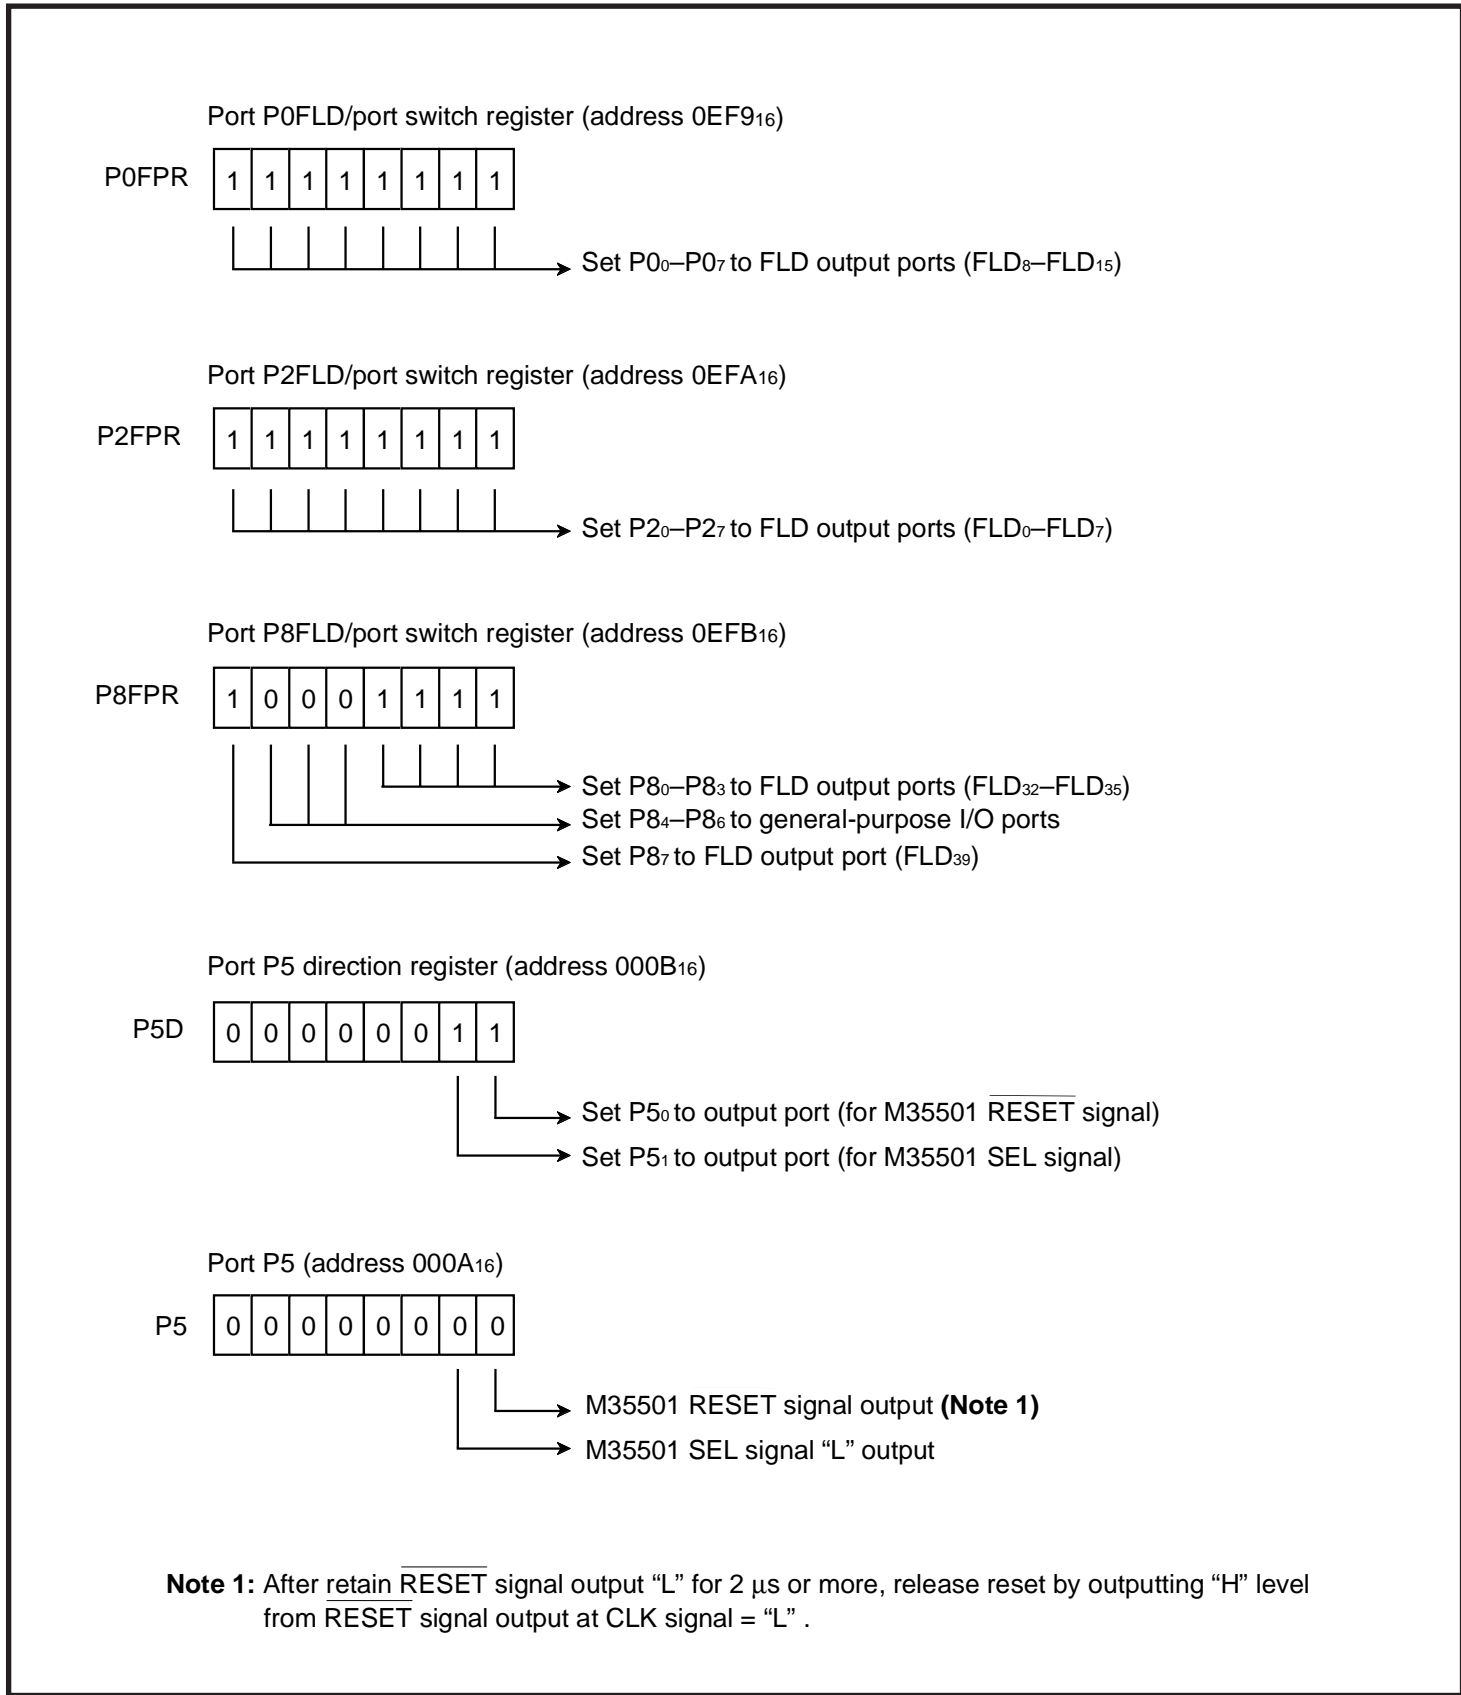 Port P0FLD/port switch register (address 0EF9₁₆)
P0FPR 1 1 1 1 1 1 1 1
Set P0₀–P0₇ to FLD output ports (FLD₈–FLD₁₅)
Port P2FLD/port switch register (address 0EFA₁₆)
P2FPR 1 1 1 1 1 1 1 1
Set P2₀–P2₇ to FLD output ports (FLD₀–FLD₇)
Port P8FLD/port switch register (address 0EFB₁₆)
P8FPR 1 0 0 0 1 1 1 1
Set P8₀–P8₃ to FLD output ports (FLD₃₂–FLD₃₅)
Set P8₄–P8₆ to general-purpose I/O ports
Set P8₇ to FLD output port (FLD₃₉)
Port P5 direction register (address 000B₁₆)
P5D 0 0 0 0 0 0 1 1
Set P5₀ to output port (for M35501 R̅E̅S̅E̅T̅ signal)
Set P5₁ to output port (for M35501 SEL signal)
Port P5 (address 000A₁₆)
P5 0 0 0 0 0 0 0 0
M35501 RESET signal output (Note 1)
M35501 SEL signal “L” output
Note 1: After retain R̅E̅S̅E̅T̅ signal output “L” for 2 µs or more, release reset by outputting “H” level
from R̅E̅S̅E̅T̅ signal output at CLK signal = “L” .